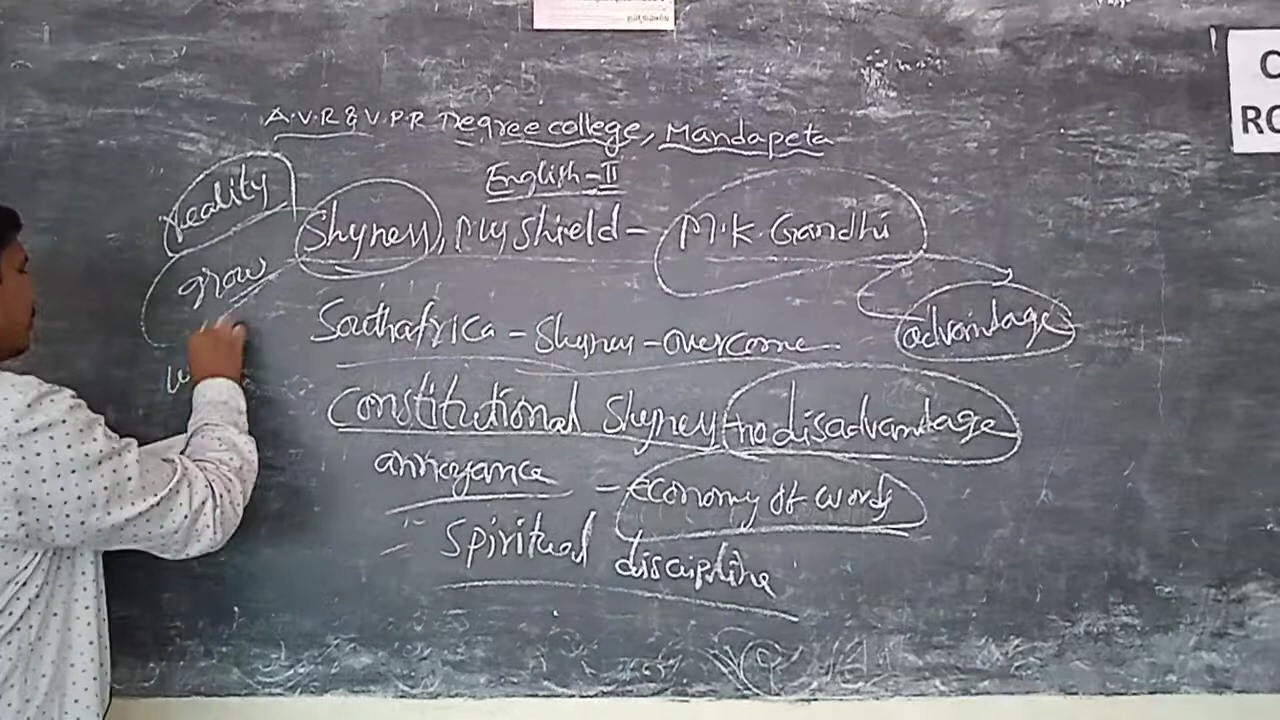 A.V.R & V.P.R Degree college, Mandapeta
English-II
reality
Shyness, My Shield - M.K. Gandhi
grow
Southafrica - Shyness - overcome
advantage
Constitutional Shyness no disadvantage
annoyance - economy of words
- Spiritual discipline
C
RO